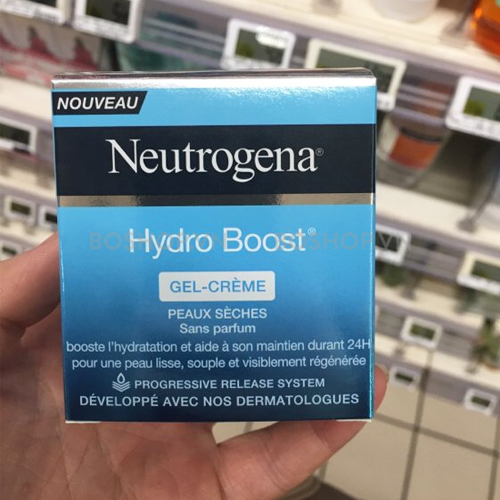 NOUVEAU
Neutrogena®
Hydro Boost®
GEL-CRÈME
PEAUX SÈCHES
Sans parfum
booste l'hydratation et aide à son maintien durant 24H
pour une peau lisse, souple et visiblement régénérée
PROGRESSIVE RELEASE SYSTEM
DÉVELOPPÉ AVEC NOS DERMATOLOGUES